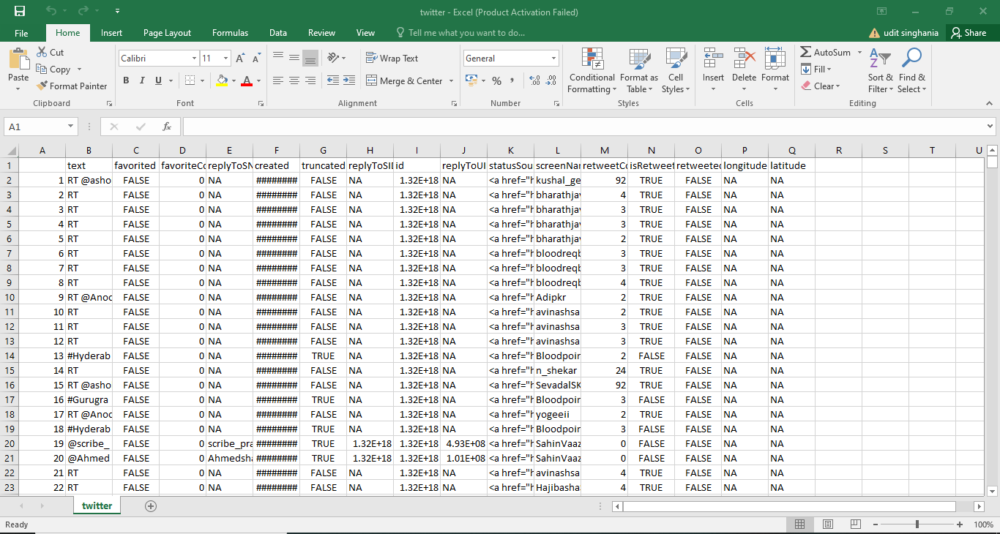 twitter - Excel (Product Activation Failed)
File Home Insert Page Layout Formulas Data Review View Tell me what you want to do... udit singhania Share
Paste Cut Copy Format Painter Clipboard
Calibri 11 B I U A A A Font
Wrap Text Merge & Center Alignment
General % , .00 .0 Number
Conditional Formatting Format as Table Cell Styles Styles
Insert Delete Format Cells
AutoSum Fill Clear Sort & Filter Find & Select Editing
A1 fx
A B C D E F G H I J K L M N O P Q R S T U
1 text favorited favoriteCo replyToSN created truncated replyToSII id replyToUI statusSou screenNar retweetCo isRetweet retweeted longitude latitude
2 1 RT @asho FALSE 0 NA ######## FALSE NA 1.32E+18 NA <a href="h kushal_ge 92 TRUE FALSE NA NA
3 2 RT FALSE 0 NA ######## FALSE NA 1.32E+18 NA <a href="h bharathjav 4 TRUE FALSE NA NA
4 3 RT FALSE 0 NA ######## FALSE NA 1.32E+18 NA <a href="h bharathjav 3 TRUE FALSE NA NA
5 4 RT FALSE 0 NA ######## FALSE NA 1.32E+18 NA <a href="h bharathjav 3 TRUE FALSE NA NA
6 5 RT FALSE 0 NA ######## FALSE NA 1.32E+18 NA <a href="h bharathjav 2 TRUE FALSE NA NA
7 6 RT FALSE 0 NA ######## FALSE NA 1.32E+18 NA <a href="h bloodreqb 3 TRUE FALSE NA NA
8 7 RT FALSE 0 NA ######## FALSE NA 1.32E+18 NA <a href="h bloodreqb 3 TRUE FALSE NA NA
9 8 RT FALSE 0 NA ######## FALSE NA 1.32E+18 NA <a href="h bloodreqb 4 TRUE FALSE NA NA
10 9 RT @Anoo FALSE 0 NA ######## FALSE NA 1.32E+18 NA <a href="h Adipkr 2 TRUE FALSE NA NA
11 10 RT FALSE 0 NA ######## FALSE NA 1.32E+18 NA <a href="h avinashsa 2 TRUE FALSE NA NA
12 11 RT FALSE 0 NA ######## FALSE NA 1.32E+18 NA <a href="h avinashsa 3 TRUE FALSE NA NA
13 12 RT FALSE 0 NA ######## FALSE NA 1.32E+18 NA <a href="h avinashsa 3 TRUE FALSE NA NA
14 13 #Hyderab FALSE 0 NA ######## TRUE NA 1.32E+18 NA <a href="h Bloodpoin 2 FALSE FALSE NA NA
15 14 RT FALSE 0 NA ######## FALSE NA 1.32E+18 NA <a href="h n_shekar 24 TRUE FALSE NA NA
16 15 RT @asho FALSE 0 NA ######## FALSE NA 1.32E+18 NA <a href="h SevadalSK 92 TRUE FALSE NA NA
17 16 #Gurugra FALSE 0 NA ######## TRUE NA 1.32E+18 NA <a href="h Bloodpoin 3 FALSE FALSE NA NA
18 17 RT @Anoo FALSE 0 NA ######## FALSE NA 1.32E+18 NA <a href="h yogeeii 2 TRUE FALSE NA NA
19 18 #Hyderab FALSE 0 NA ######## TRUE NA 1.32E+18 NA <a href="h Bloodpoin 3 FALSE FALSE NA NA
20 19 @scribe_ FALSE 0 scribe_pra ######## TRUE 1.32E+18 1.32E+18 4.93E+08 <a href="h SahinVaaz 0 FALSE FALSE NA NA
21 20 @Ahmed FALSE 0 Ahmedsha ######## TRUE 1.32E+18 1.32E+18 1.01E+08 <a href="h SahinVaaz 0 FALSE FALSE NA NA
22 21 RT FALSE 0 NA ######## FALSE NA 1.32E+18 NA <a href="h avinashsa 4 TRUE FALSE NA NA
23 22 RT FALSE 0 NA ######## FALSE NA 1.32E+18 NA <a href="h Hajibasha 4 TRUE FALSE NA NA
twitter
Ready 100%